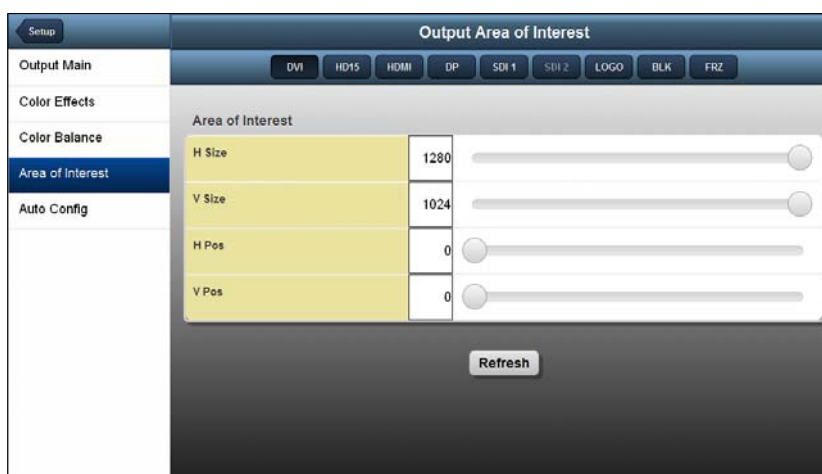 Setup
Output Area of Interest
Output Main
DVI HD15 HDMI DP SDI 1 SDI 2 LOGO BLK FRZ
Color Effects
Color Balance
Area of Interest
Auto Config
Area of Interest
H Size 1280
V Size 1024
H Pos 0
V Pos 0
Refresh